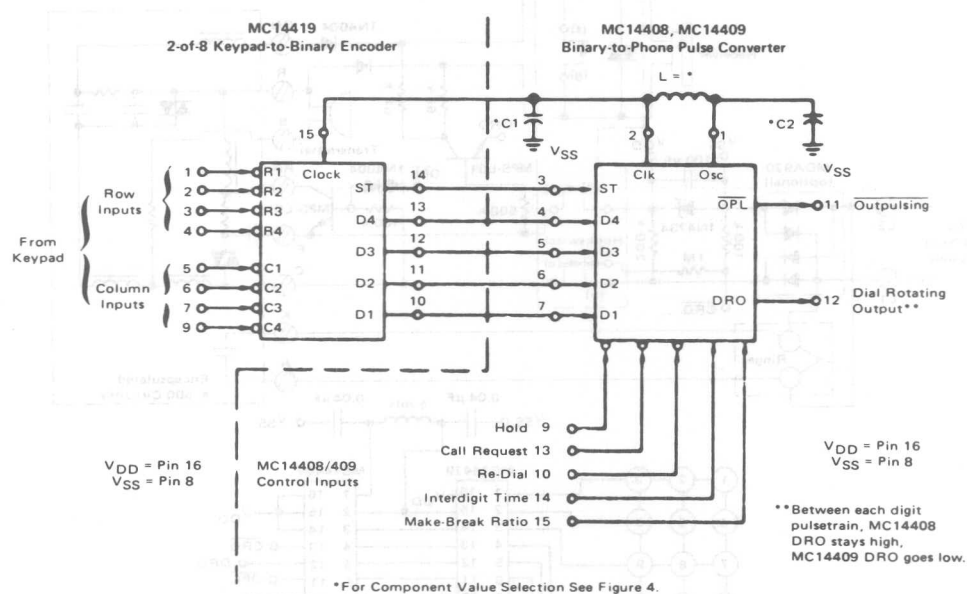 MC14419
2-of-8 Keypad-to-Binary Encoder
MC14408, MC14409
Binary-to-Phone Pulse Converter
L = *
*C1
*C2
15
2
1
VSS
VSS
Clock
Clk
Osc
From
Keypad
Row
Inputs
1
R1
2
R2
3
R3
4
R4
Column
Inputs
5
C1
6
C2
7
C3
9
C4
ST
14
3
ST
D4
13
4
D4
D3
12
5
D3
D2
11
6
D2
D1
10
7
D1
OPL
11
Outpulsing
DRO
12
Dial Rotating
Output**
Hold 9
Call Request 13
Re-Dial 10
Interdigit Time 14
Make-Break Ratio 15
VDD = Pin 16
VSS = Pin 8
MC14408/409
Control Inputs
VDD = Pin 16
VSS = Pin 8
**Between each digit
pulsetrain, MC14408
DRO stays high,
MC14409 DRO goes low.
*For Component Value Selection See Figure 4.